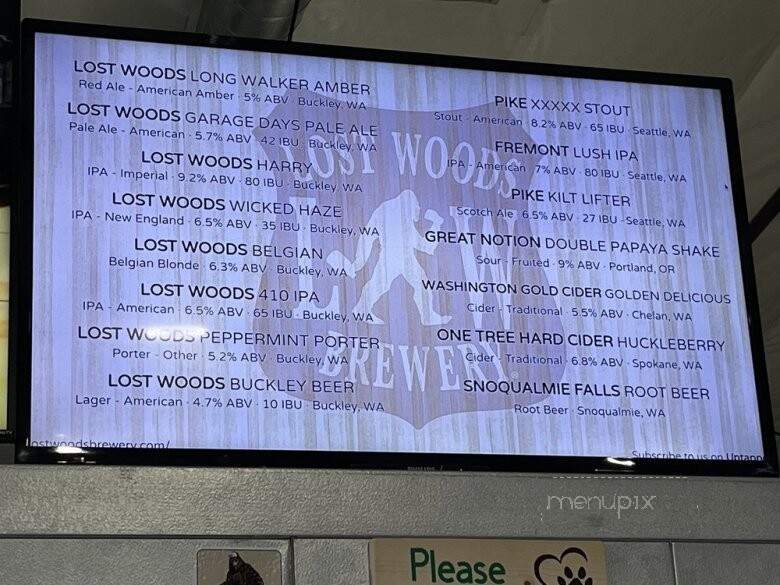 LOST WOODS LONG WALKER AMBER
Red Ale - American Amber · 5% ABV · Buckley, WA
LOST WOODS GARAGE DAYS PALE ALE
Pale Ale - American · 5.7% ABV · 42 IBU · Buckley, WA
LOST WOODS HARRY
IPA - Imperial · 9.2% ABV · 80 IBU · Buckley, WA
LOST WOODS WICKED HAZE
IPA - New England · 6.5% ABV · 35 IBU · Buckley, WA
LOST WOODS BELGIAN
Belgian Blonde · 6.3% ABV · Buckley, WA
LOST WOODS 410 IPA
IPA - American · 6.5% ABV · 65 IBU · Buckley, WA
LOST WOODS PEPPERMINT PORTER
Porter - Other · 5.2% ABV · Buckley, WA
LOST WOODS BUCKLEY BEER
Lager - American · 4.7% ABV · 10 IBU · Buckley, WA
PIKE XXXXX STOUT
Stout - American · 8.2% ABV · 65 IBU · Seattle, WA
FREMONT LUSH IPA
IPA - American · 7% ABV · 80 IBU · Seattle, WA
PIKE KILT LIFTER
Scotch Ale · 6.5% ABV · 27 IBU · Seattle, WA
GREAT NOTION DOUBLE PAPAYA SHAKE
Sour - Fruited · 9% ABV · Portland, OR
WASHINGTON GOLD CIDER GOLDEN DELICIOUS
Cider - Traditional · 5.5% ABV · Chelan, WA
ONE TREE HARD CIDER HUCKLEBERRY
Cider - Traditional · 6.8% ABV · Spokane, WA
SNOQUALMIE FALLS ROOT BEER
Root Beer · Snoqualmie, WA
LOST WOODS
BREWERY
lostwoodsbrewery.com/
Subscribe to us on Untapp
menupix
Please